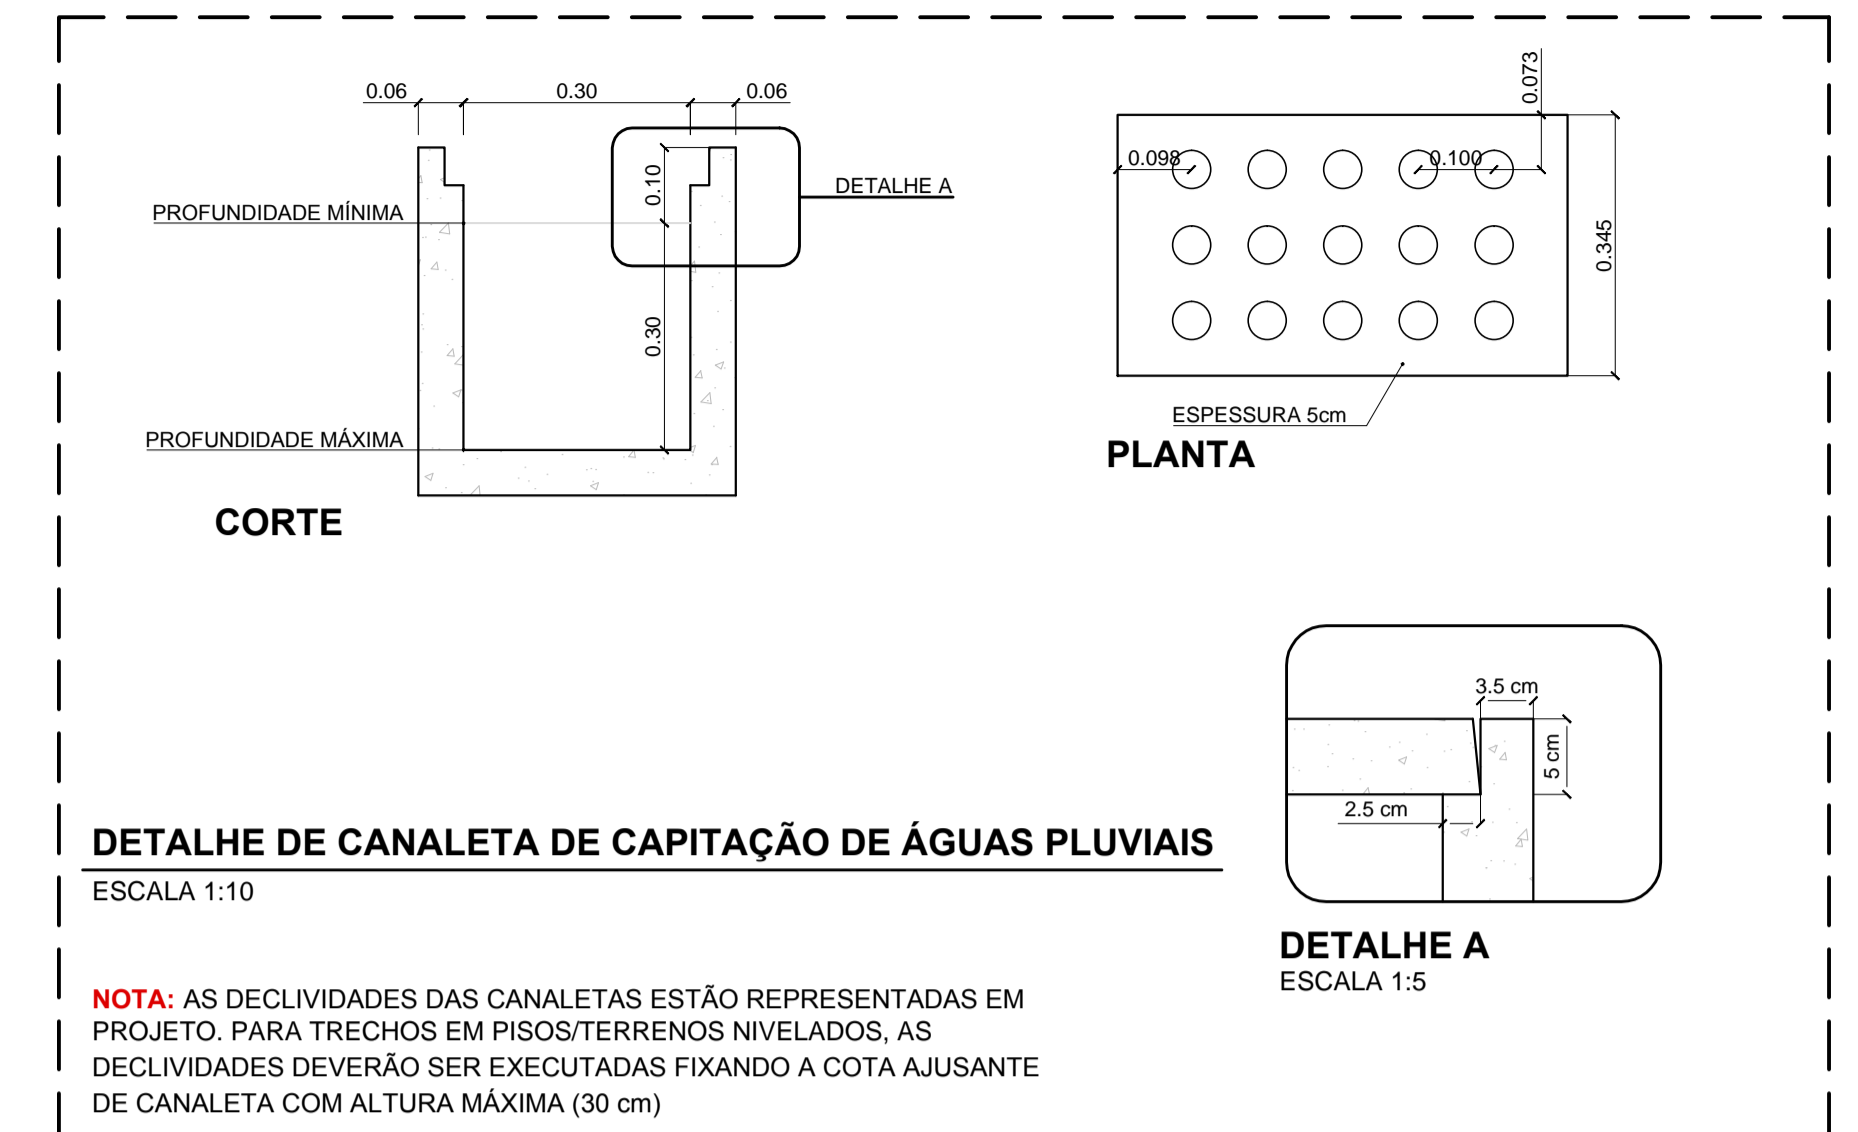 0.06
0.30
0.06
0.10
DETALHE A
PROFUNDIDADE MÍNIMA
0.30
PROFUNDIDADE MÁXIMA
CORTE
0.073
0.098
0.100
0.345
ESPESSURA 5cm
PLANTA
3.5 cm
5 cm
2.5 cm
DETALHE A
ESCALA 1:5
DETALHE DE CANALETA DE CAPITAÇÃO DE ÁGUAS PLUVIAIS
ESCALA 1:10
NOTA: AS DECLIVIDADES DAS CANALETAS ESTÃO REPRESENTADAS EM
PROJETO. PARA TRECHOS EM PISOS/TERRENOS NIVELADOS, AS
DECLIVIDADES DEVERÃO SER EXECUTADAS FIXANDO A COTA AJUSANTE
DE CANALETA COM ALTURA MÁXIMA (30 cm)